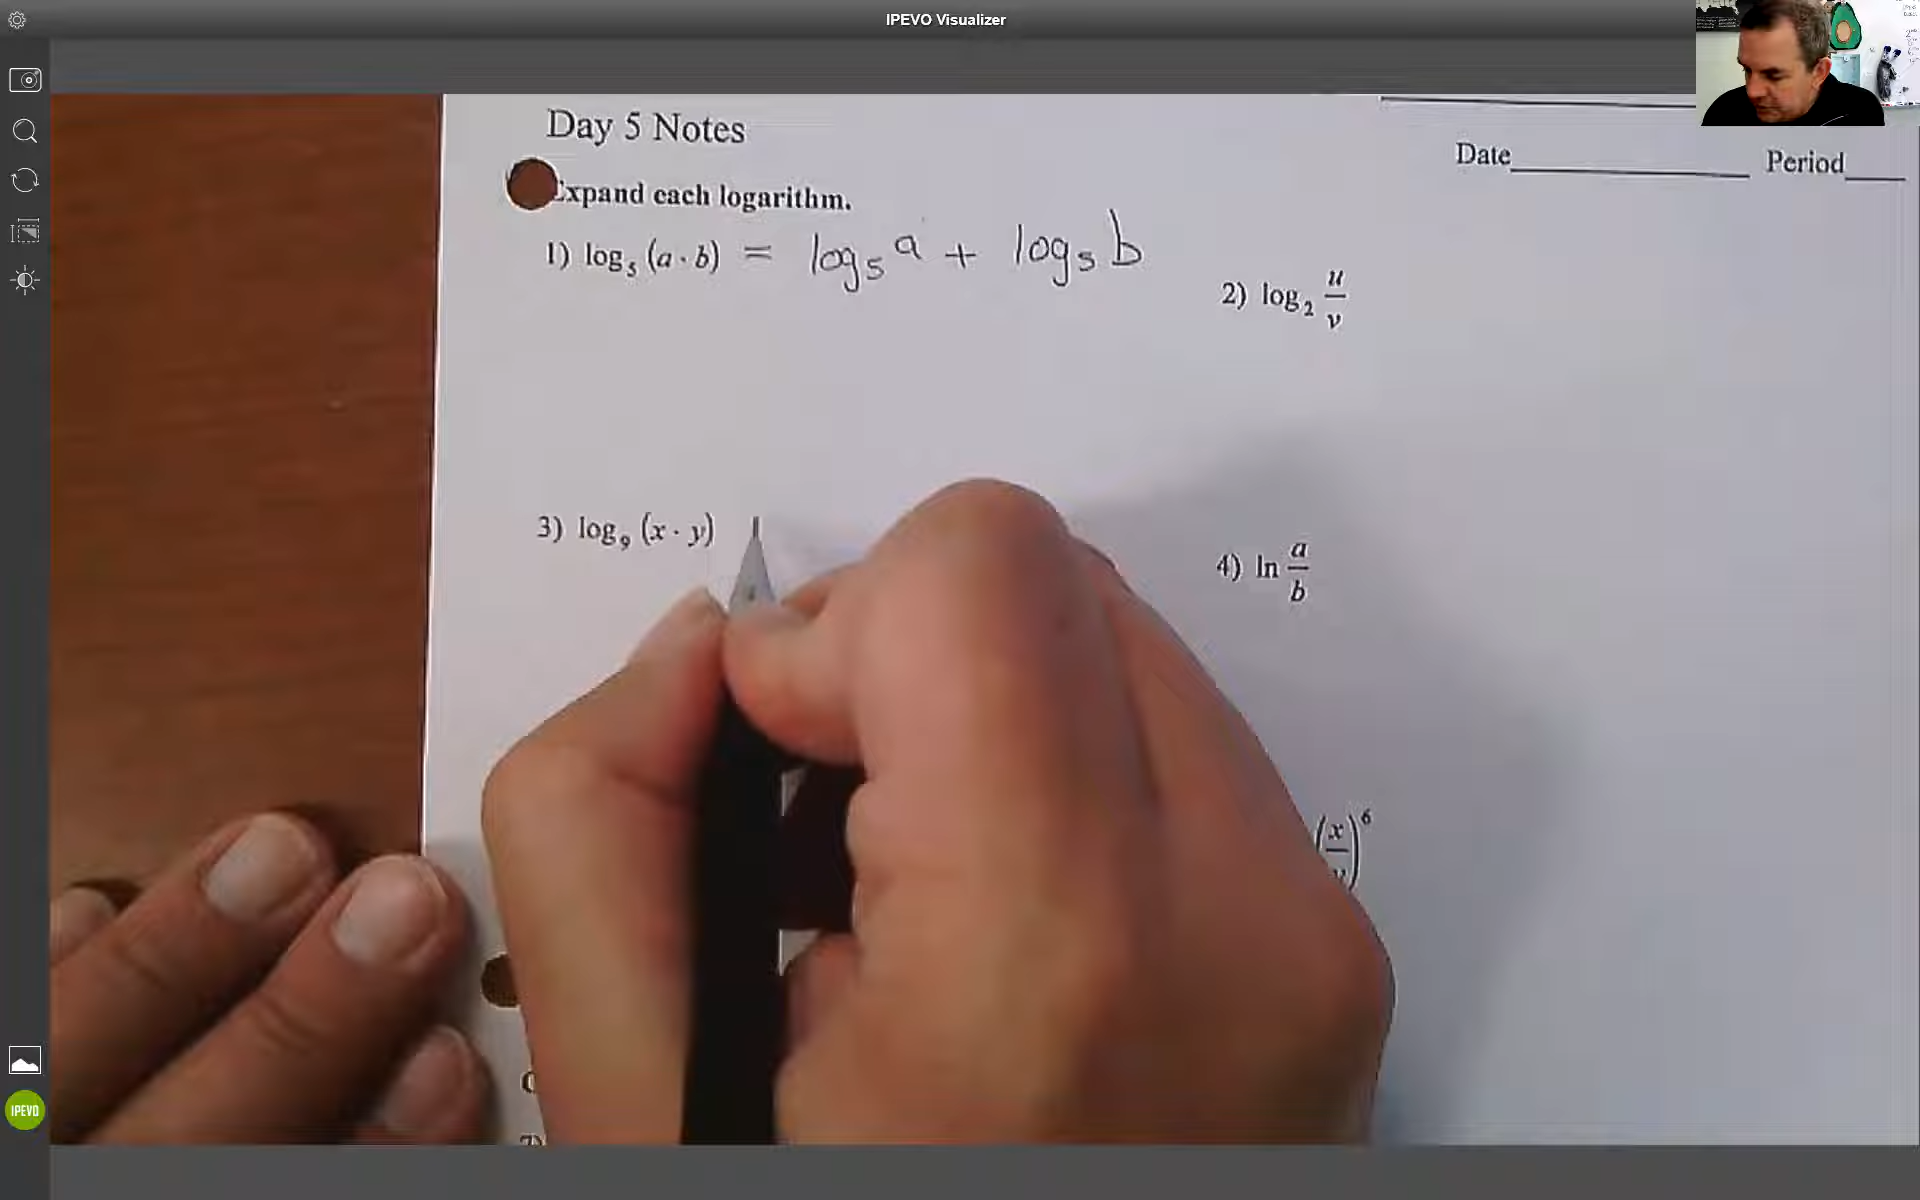 IPEVO Visualizer
Day 5 Notes
Date Period
Expand each logarithm.
1) log₅ (a · b) = log₅ a + log₅ b
2) log₂ u/v
3) log₉ (x · y)
4) ln a/b
(x/y)⁶
IPEVO